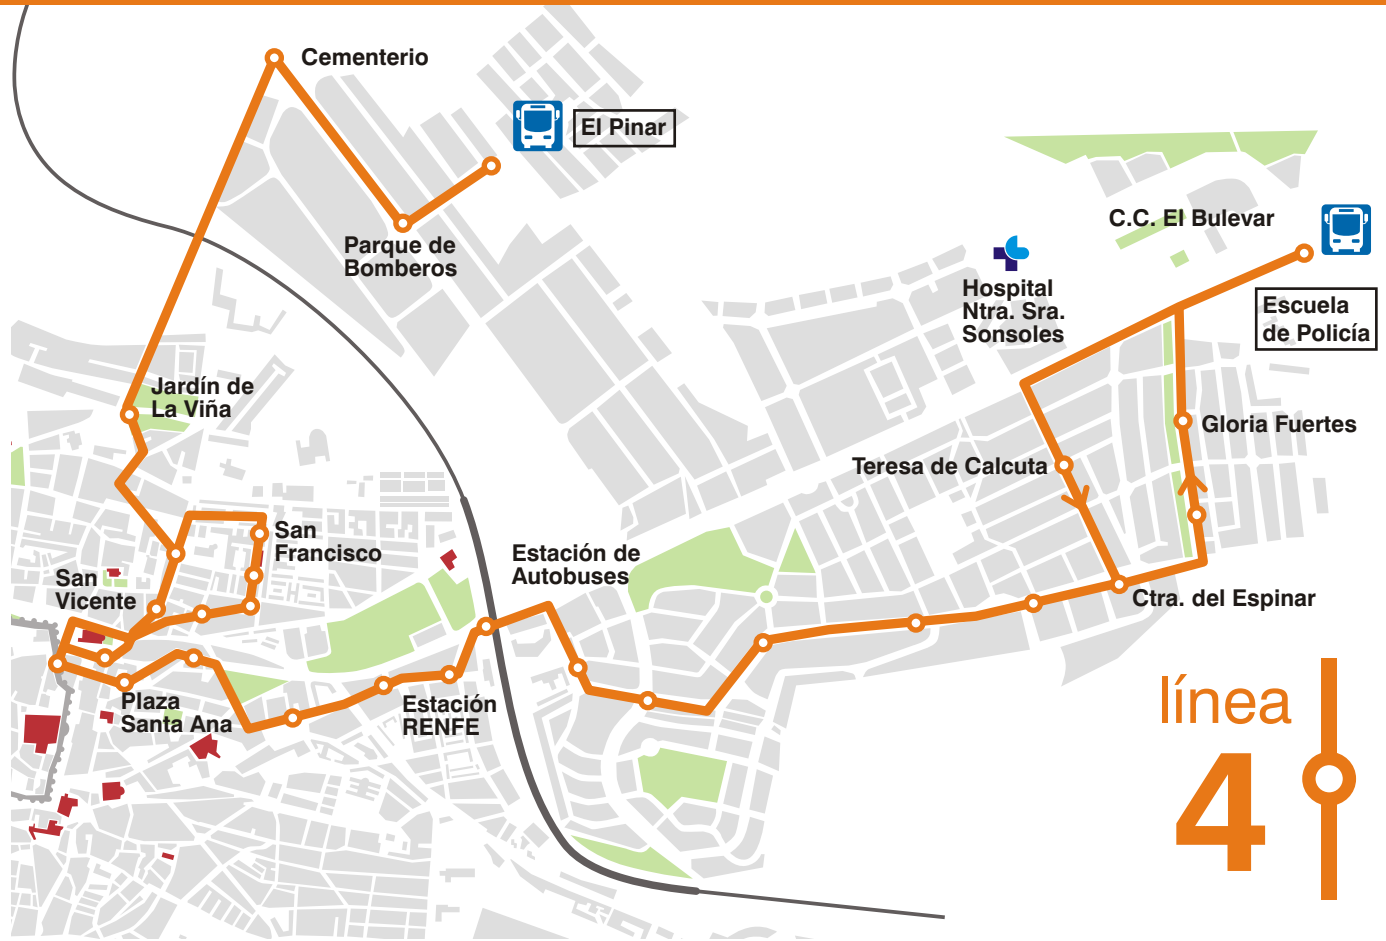 Cementerio
El Pinar
Parque de
Bomberos
C.C. El Bulevar
Hospital
Ntra. Sra.
Sonsoles
Escuela
de Policía
Jardín de
La Viña
Gloria Fuertes
Teresa de Calcuta
San
Francisco
Estación de
Autobuses
San
Vicente
Ctra. del Espinar
Plaza
Santa Ana
Estación
RENFE
línea
4